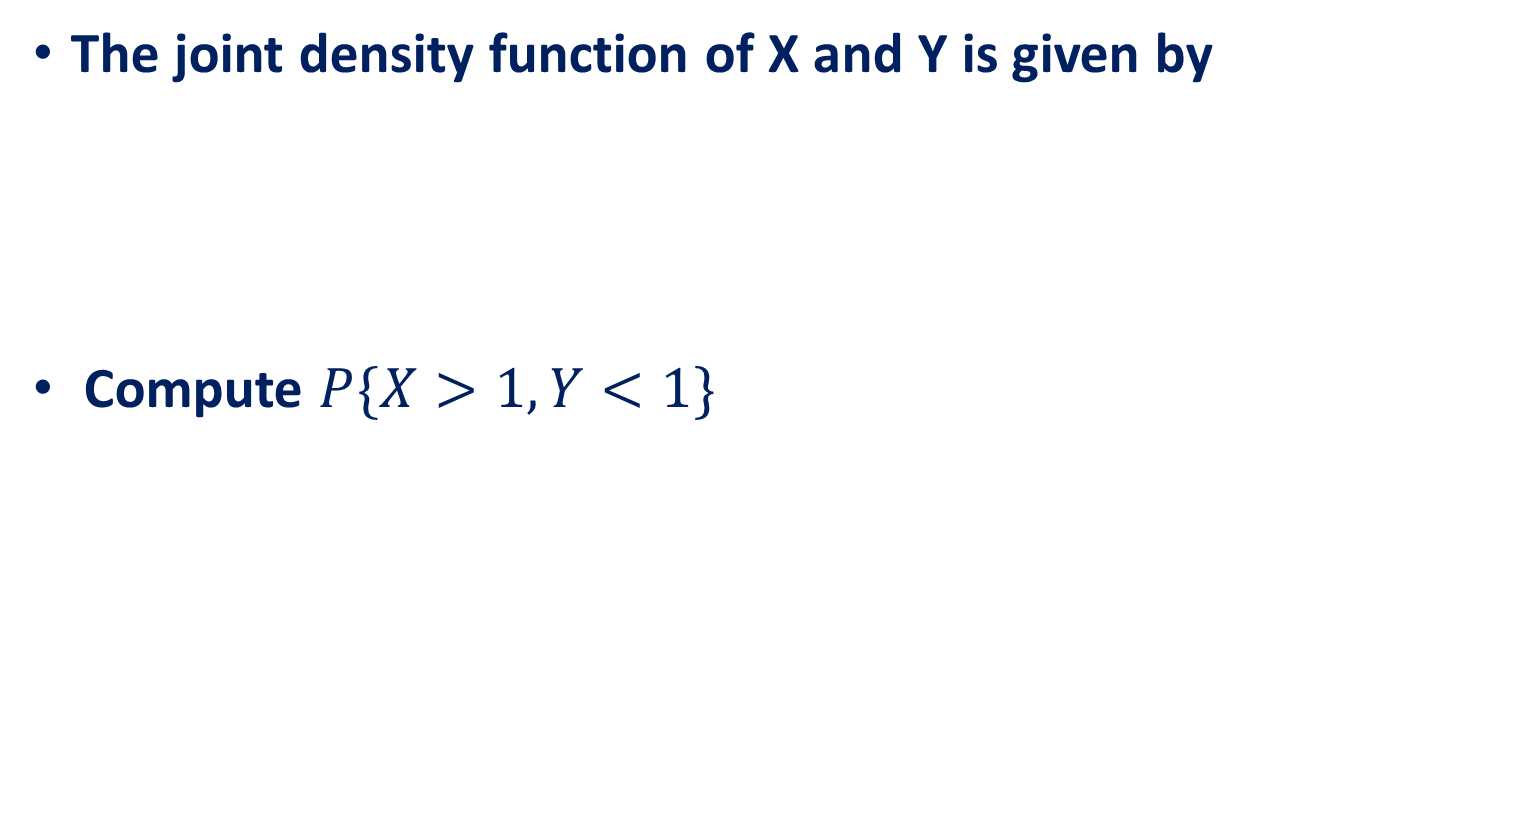 • The joint density function of X and Y is given by
• Compute 𝑃{𝑋 > 1, 𝑌 < 1}